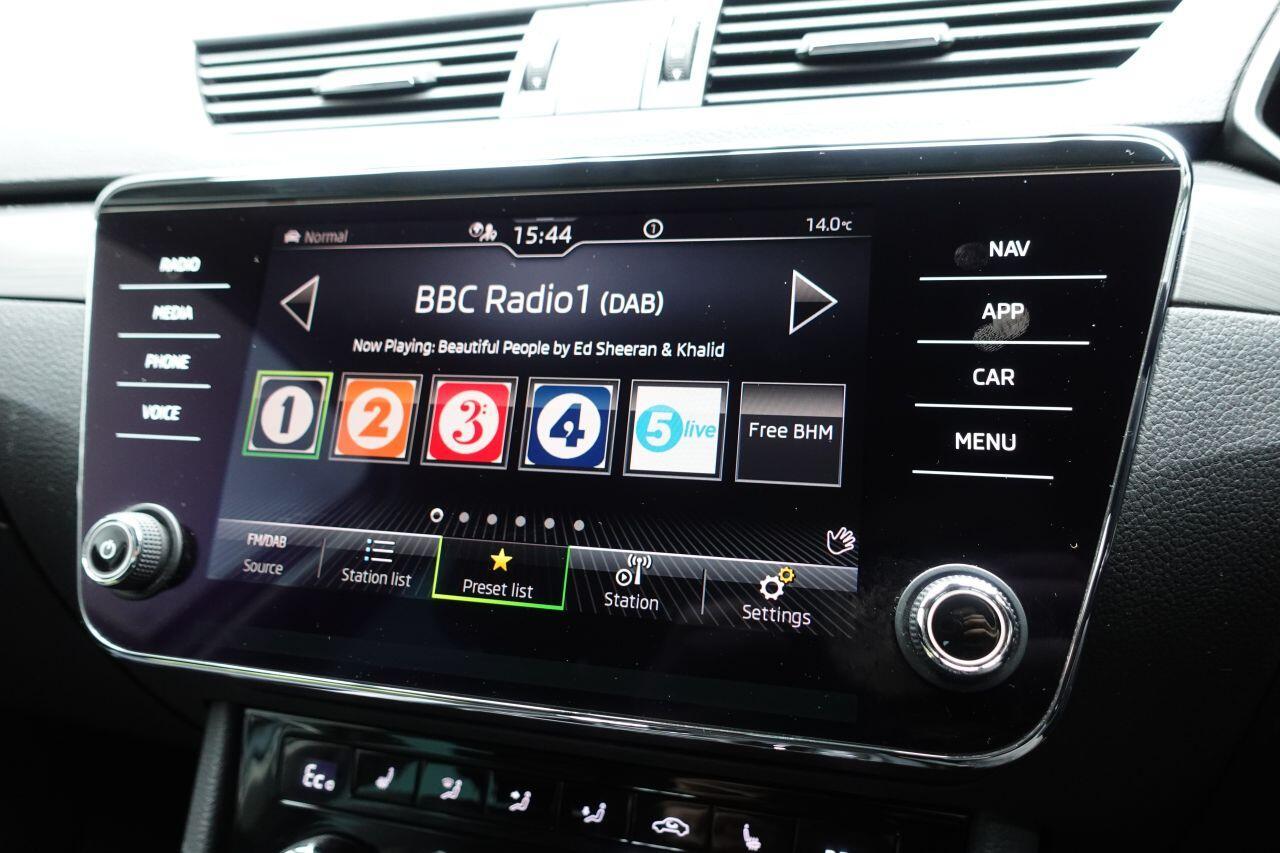 Normal
15:44
1
14.0°C
RADIO
MEDIA
PHONE
VOICE
BBC Radio1 (DAB)
Now Playing: Beautiful People by Ed Sheeran & Khalid
1
2
3
4
5 live
Free BHM
FM/DAB
Source
Station list
Preset list
Station
Settings
NAV
APP
CAR
MENU